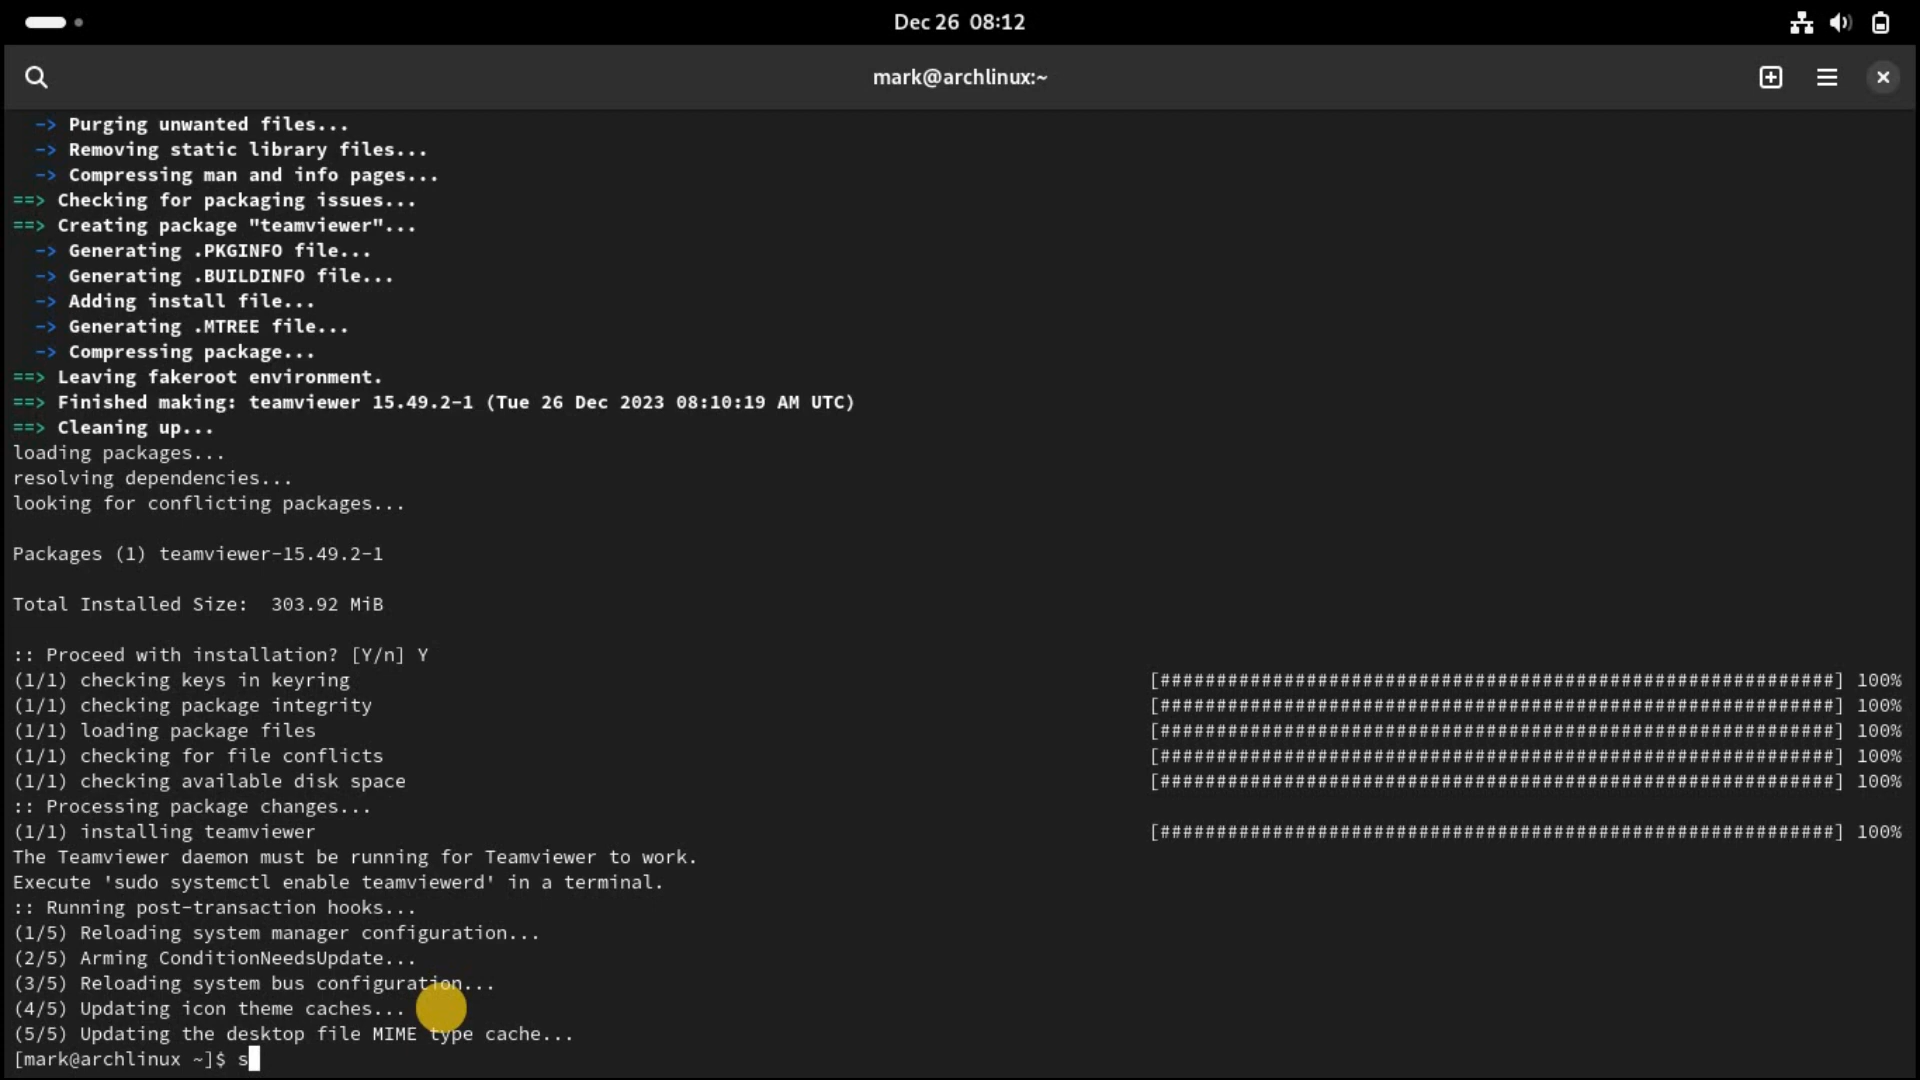 Dec 26 08:12
mark@archlinux:~
-> Purging unwanted files...
-> Removing static library files...
-> Compressing man and info pages...
==> Checking for packaging issues...
==> Creating package "teamviewer"...
-> Generating .PKGINFO file...
-> Generating .BUILDINFO file...
-> Adding install file...
-> Generating .MTREE file...
-> Compressing package...
==> Leaving fakeroot environment.
==> Finished making: teamviewer 15.49.2-1 (Tue 26 Dec 2023 08:10:19 AM UTC)
==> Cleaning up...
loading packages...
resolving dependencies...
looking for conflicting packages...
Packages (1) teamviewer-15.49.2-1
Total Installed Size:  303.92 MiB
:: Proceed with installation? [Y/n] Y
(1/1) checking keys in keyring [############################################################] 100%
(1/1) checking package integrity [############################################################] 100%
(1/1) loading package files [############################################################] 100%
(1/1) checking for file conflicts [############################################################] 100%
(1/1) checking available disk space [############################################################] 100%
:: Processing package changes...
(1/1) installing teamviewer [############################################################] 100%
The Teamviewer daemon must be running for Teamviewer to work.
Execute 'sudo systemctl enable teamviewerd' in a terminal.
:: Running post-transaction hooks...
(1/5) Reloading system manager configuration...
(2/5) Arming ConditionNeedsUpdate...
(3/5) Reloading system bus configuration...
(4/5) Updating icon theme caches...
(5/5) Updating the desktop file MIME type cache...
[mark@archlinux ~]$ s